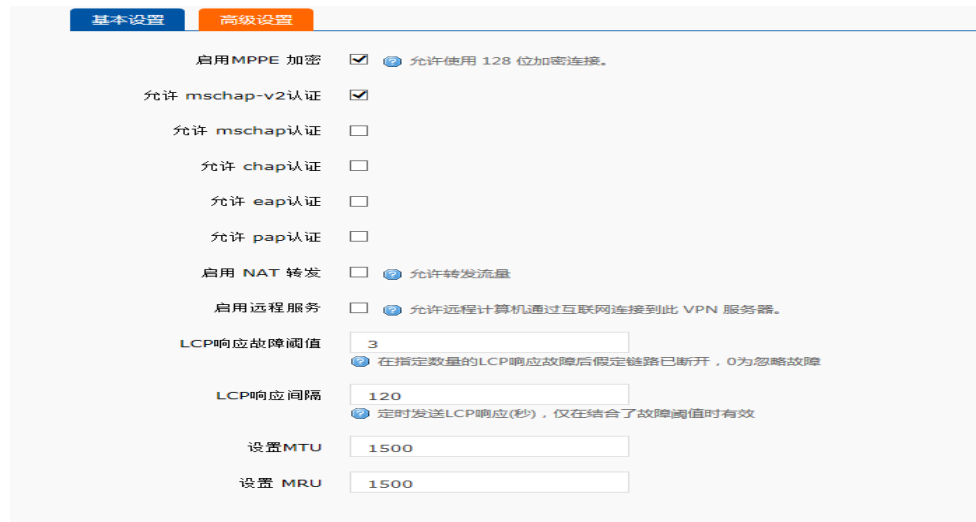 基本设置 高级设置
启用MPPE 加密 允许使用 128 位加密连接。
允许 mschap-v2认证
允许 mschap认证
允许 chap认证
允许 eap认证
允许 pap认证
启用 NAT 转发 允许转发流量
启用远程服务 允许远程计算机通过互联网连接到此 VPN 服务器。
LCP响应故障阈值 3
在指定数量的LCP响应故障后假定链路已断开，0为忽略故障
LCP响应间隔 120
定时发送LCP响应(秒)，仅在结合了故障阈值时有效
设置MTU 1500
设置 MRU 1500